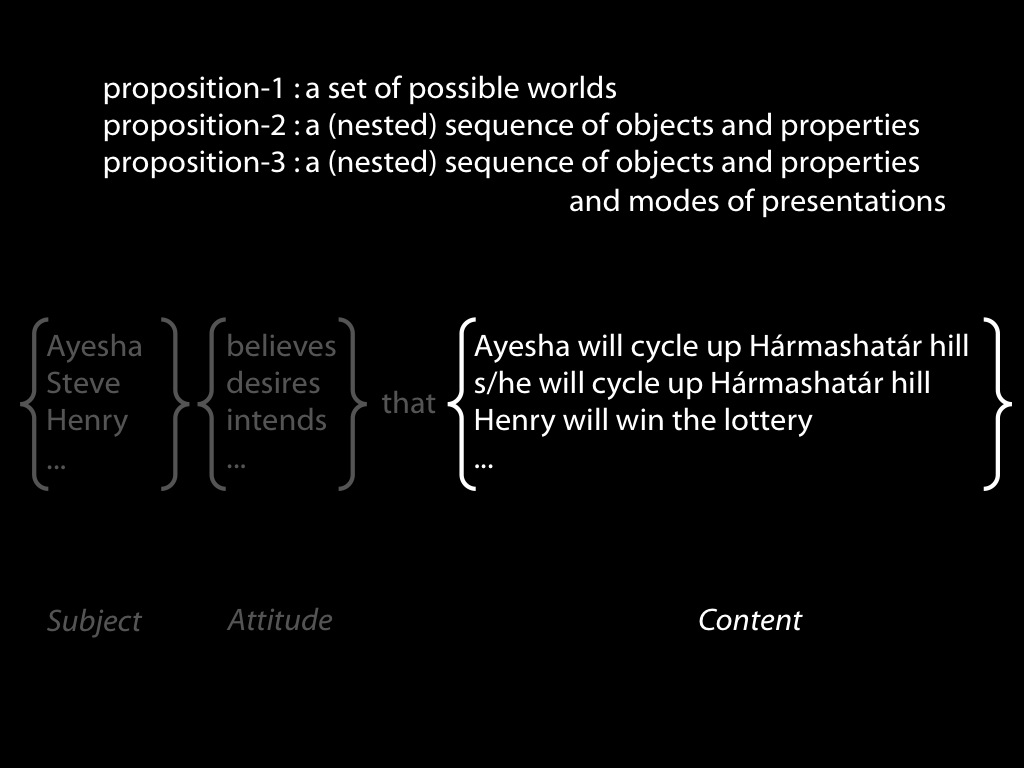 proposition-1 : a set of possible worlds
proposition-2 : a (nested) sequence of objects and properties
proposition-3 : a (nested) sequence of objects and properties
and modes of presentations
Ayesha
Steve
Henry
...
believes
desires
intends
...
that
Ayesha will cycle up Hármashatár hill
s/he will cycle up Hármashatár hill
Henry will win the lottery
...
Subject
Attitude
Content